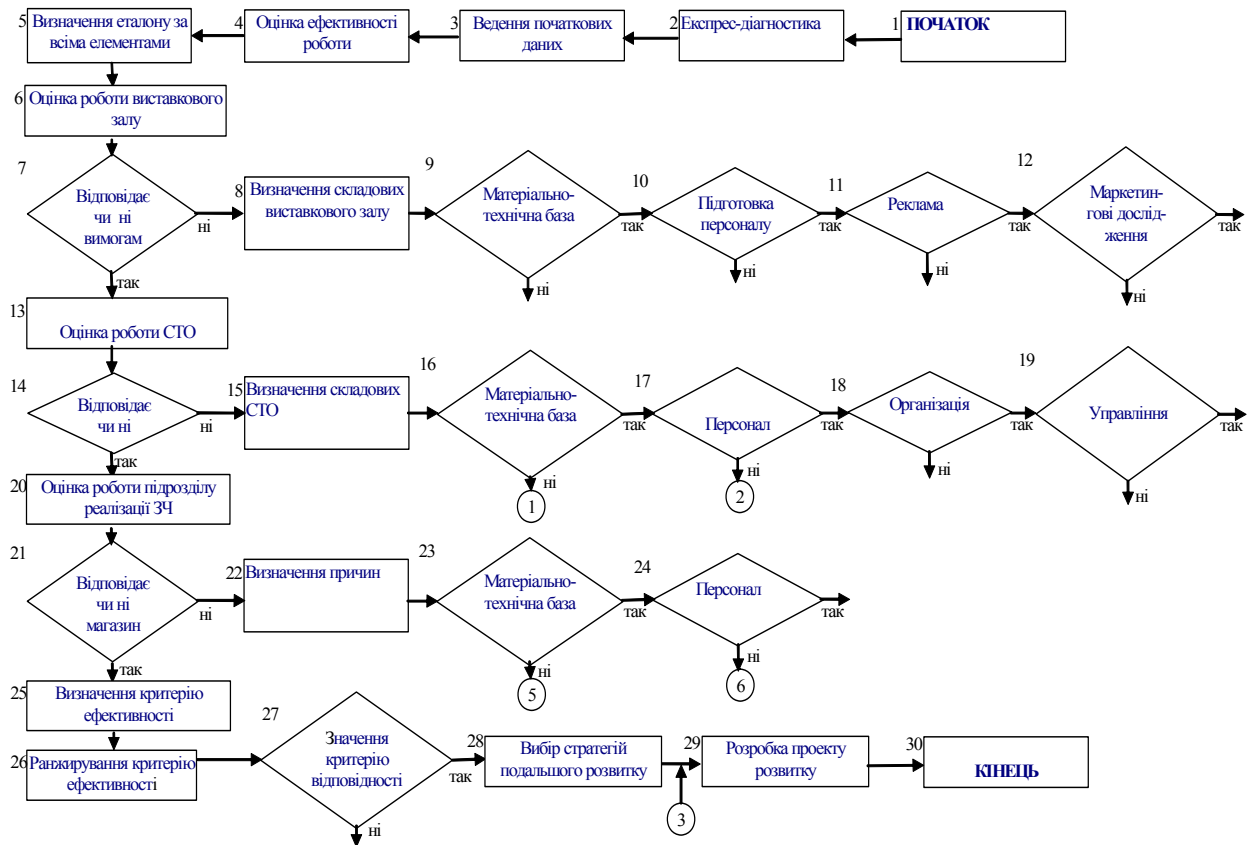 5
Визначення еталону за
всіма елементами
4
Оцінка ефективності
роботи
3
Ведення початкових
даних
2
Експрес-діагностика
1
ПОЧАТОК
6
Оцінка роботи виставкового
залу
7
Відповідає
чи ні
вимогам
ні
так
8
Визначення складових
виставкового залу
9
Матеріально-
технічна база
так
ні
10
Підготовка
персоналу
так
ні
11
Реклама
так
ні
12
Маркетин-
гові дослід-
ження
так
ні
13
Оцінка роботи СТО
14
Відповідає
чи ні
ні
так
15
Визначення складових
СТО
16
Матеріально-
технічна база
так
ні
1
17
Персонал
так
ні
2
18
Організація
так
ні
19
Управління
так
ні
20
Оцінка роботи підрозділу
реалізації ЗЧ
21
Відповідає
чи ні
магазин
ні
так
22
Визначення причин
23
Матеріально-
технічна база
так
ні
5
24
Персонал
так
ні
6
25
Визначення критерію
ефективності
26
Ранжирування критерію
ефективності
27
Значення
критерію
відповідності
так
ні
28
Вибір стратегій
подальшого розвитку
29
Розробка проекту
розвитку
3
30
КІНЕЦЬ